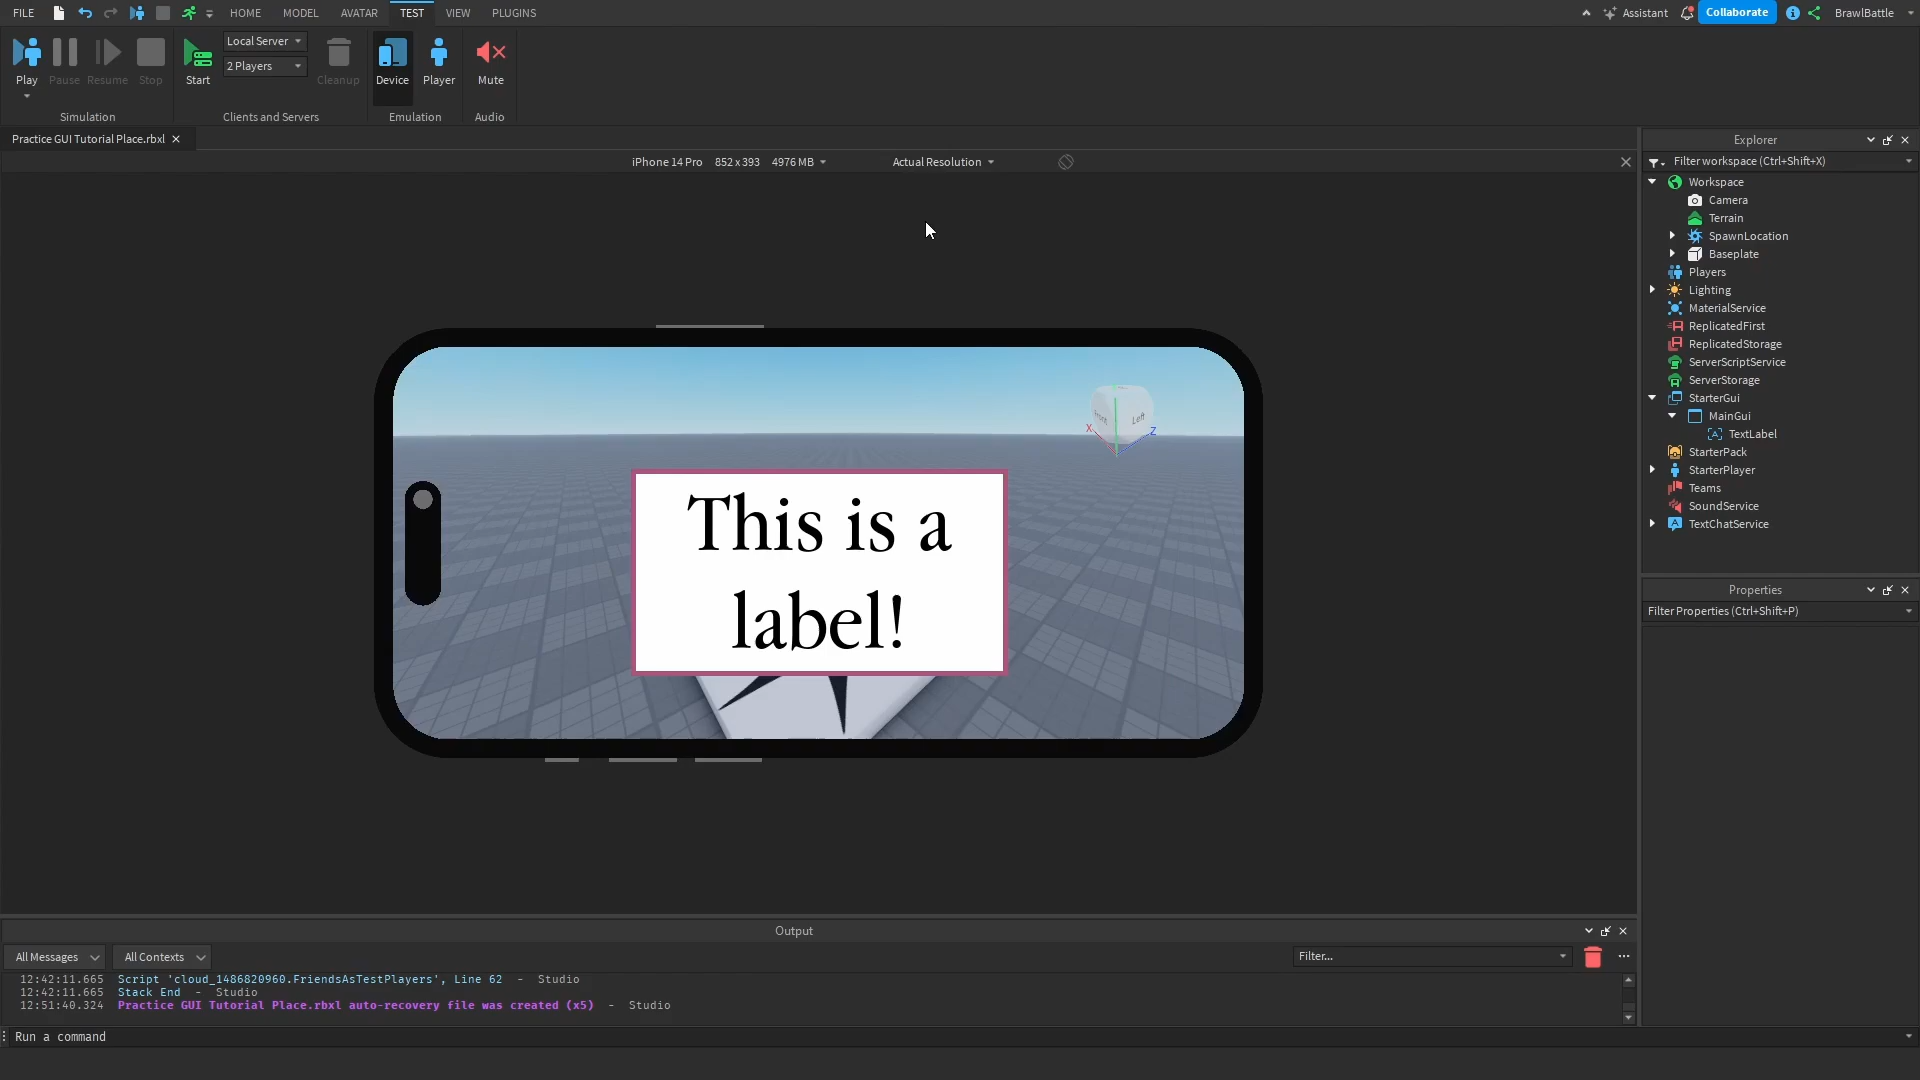 FILE
HOME
MODEL
AVATAR
TEST
VIEW
PLUGINS
Assistant
Collaborate
BrawlBattle
Play
Pause
Resume
Stop
Simulation
Start
Local Server
2 Players
Cleanup
Clients and Servers
Device
Player
Emulation
Mute
Audio
Practice GUI Tutorial Place.rbxl
iPhone 14 Pro 852 x 393 4976 MB
Actual Resolution
Front
Left
X
Z
This is a
label!
Explorer
Filter workspace (Ctrl+Shift+X)
Workspace
Camera
Terrain
SpawnLocation
Baseplate
Players
Lighting
MaterialService
ReplicatedFirst
ReplicatedStorage
ServerScriptService
ServerStorage
StarterGui
MainGui
TextLabel
StarterPack
StarterPlayer
Teams
SoundService
TextChatService
Properties
Filter Properties (Ctrl+Shift+P)
Output
All Messages
All Contexts
Filter...
12:42:11.665 Script 'cloud_1486820960.FriendsAsTestPlayers', Line 62 - Studio
12:42:11.665 Stack End - Studio
12:51:40.324 Practice GUI Tutorial Place.rbxl auto-recovery file was created (x5) - Studio
Run a command